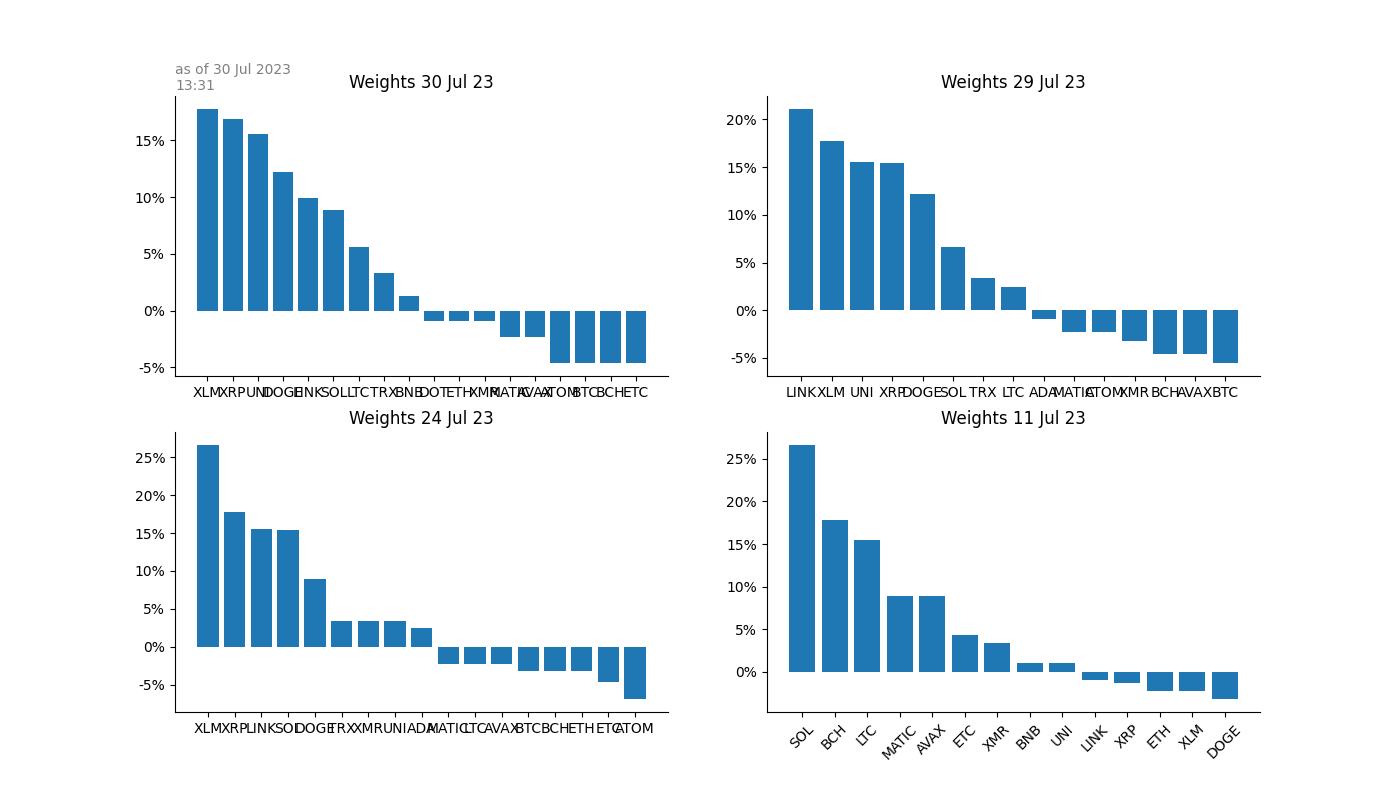 as of 30 Jul 2023
13:31
Weights 30 Jul 23
15%
10%
5%
0%
-5%
XLM XRP UNI DOGE LINK SOL LTC TRX BNB DOT ETH XMR MATIC AVAX ATOM BTC BCH ETC
Weights 29 Jul 23
20%
15%
10%
5%
0%
-5%
LINK XLM UNI XRP DOGE SOL TRX LTC ADA MATIC ATOM XMR BCH AVAX BTC
Weights 24 Jul 23
25%
20%
15%
10%
5%
0%
-5%
XLM XRP LINK SOL DOGE TRX XMR UNI ADA MATIC LTC AVAX BTC BCH ETH ETC ATOM
Weights 11 Jul 23
25%
20%
15%
10%
5%
0%
SOL BCH LTC MATIC AVAX ETC XMR BNB UNI LINK XRP ETH XLM DOGE